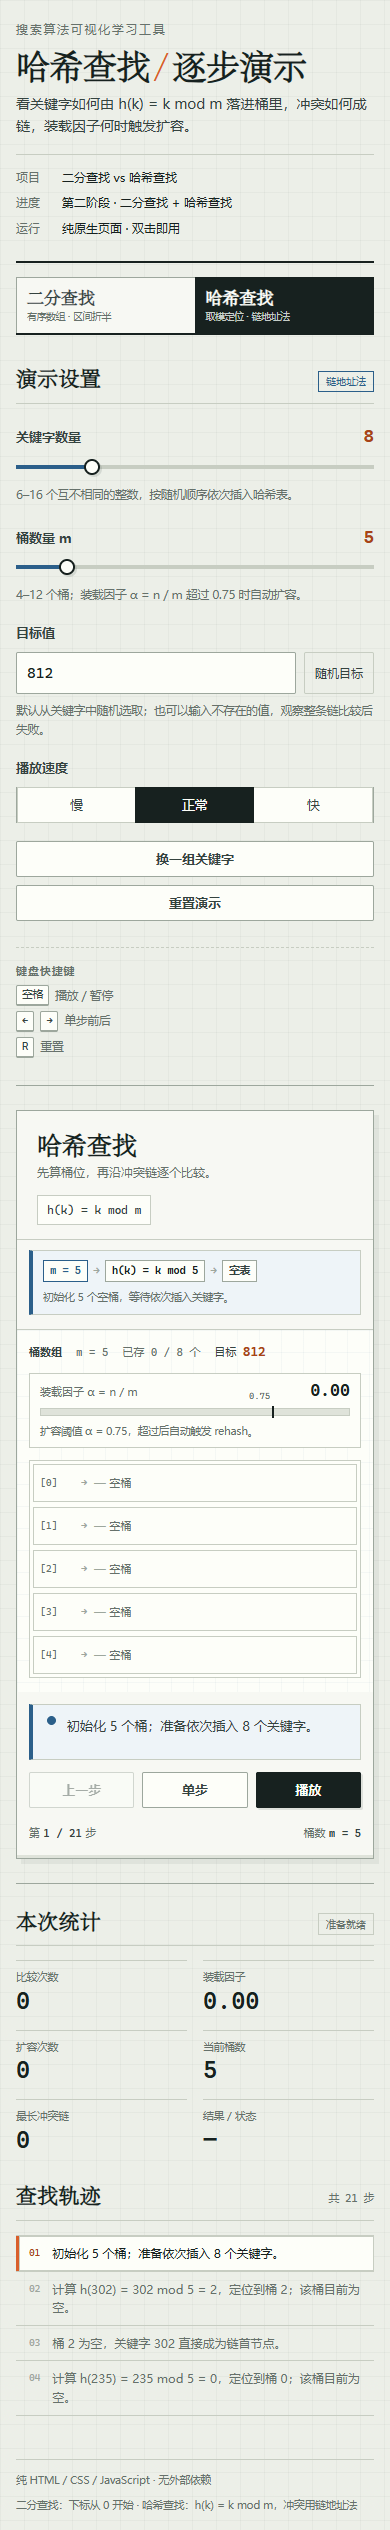 搜索算法可视化学习工具
哈希查找/逐步演示
看关键字如何由 h(k) = k mod m 落进桶里，冲突如何成
链，装载因子何时触发扩容。
项目 二分查找 vs 哈希查找
进度 第二阶段 · 二分查找 + 哈希查找
运行 纯原生页面 · 双击即用
二分查找 哈希查找
有序数组 · 区间折半 取模定位 · 链地址法
演示设置 链地址法
关键字数量 8
6–16 个互不相同的整数，按随机顺序依次插入哈希表。
桶数量 m 5
4–12 个桶；装载因子 α = n / m 超过 0.75 时自动扩容。
目标值
812 随机目标
默认从关键字中随机选取；也可以输入不存在的值，观察整条链比较后
失败。
播放速度
慢 正常 快
换一组关键字
重置演示
键盘快捷键
空格 播放 / 暂停
← → 单步前后
R 重置
哈希查找
先算桶位，再沿冲突链逐个比较。
h(k) = k mod m
m = 5 → h(k) = k mod 5 → 空表
初始化 5 个空桶，等待依次插入关键字。
桶数组 m = 5 已存 0 / 8 个 目标 812
装载因子 α = n / m 0.75 0.00
扩容阈值 α = 0.75，超过后自动触发 rehash。
[0] → — 空桶
[1] → — 空桶
[2] → — 空桶
[3] → — 空桶
[4] → — 空桶
初始化 5 个桶；准备依次插入 8 个关键字。
上一步 单步 播放
第 1 / 21 步 桶数 m = 5
本次统计 准备就绪
比较次数 装载因子
0 0.00
扩容次数 当前桶数
0 5
最长冲突链 结果 / 状态
0 —
查找轨迹 共 21 步
01 初始化 5 个桶；准备依次插入 8 个关键字。
02 计算 h(302) = 302 mod 5 = 2，定位到桶 2；该桶目前为
空。
03 桶 2 为空，关键字 302 直接成为链首节点。
04 计算 h(235) = 235 mod 5 = 0，定位到桶 0；该桶目前为
空。
纯 HTML / CSS / JavaScript · 无外部依赖
二分查找：下标从 0 开始 · 哈希查找：h(k) = k mod m，冲突用链地址法